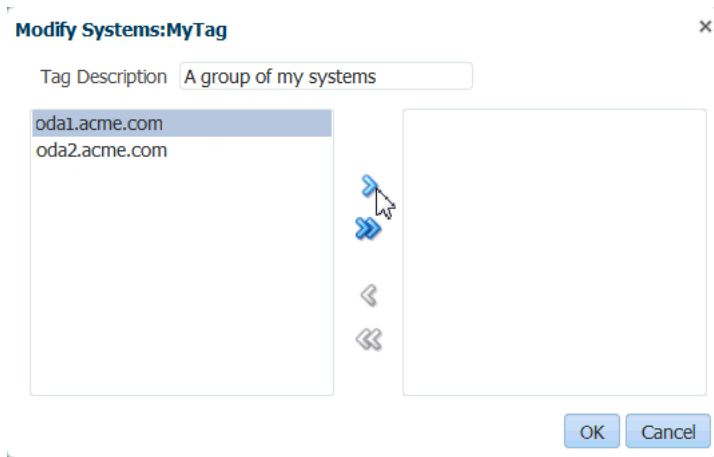 Modify Systems:MyTag
Tag Description A group of my systems
oda1.acme.com
oda2.acme.com
OK Cancel